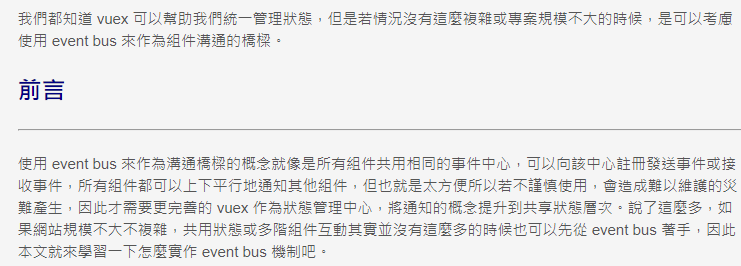 我們都知道 vuex 可以幫助我們統一管理狀態，但是若情況沒有這麼複雜或專案規模不大的時候，是可以考慮
使用 event bus 來作為組件溝通的橋樑。
前言
使用 event bus 來作為溝通橋樑的概念就像是所有組件共用相同的事件中心，可以向該中心註冊發送事件或接
收事件，所有組件都可以上下平行地通知其他組件，但也就是太方便所以若不謹慎使用，會造成難以維護的災
難產生，因此才需要更完善的 vuex 作為狀態管理中心，將通知的概念提升到共享狀態層次。說了這麼多，如
果網站規模不大不複雜，共用狀態或多階組件互動其實並沒有這麼多的時候也可以先從 event bus 著手，因此
本文就來學習一下怎麼實作 event bus 機制吧。